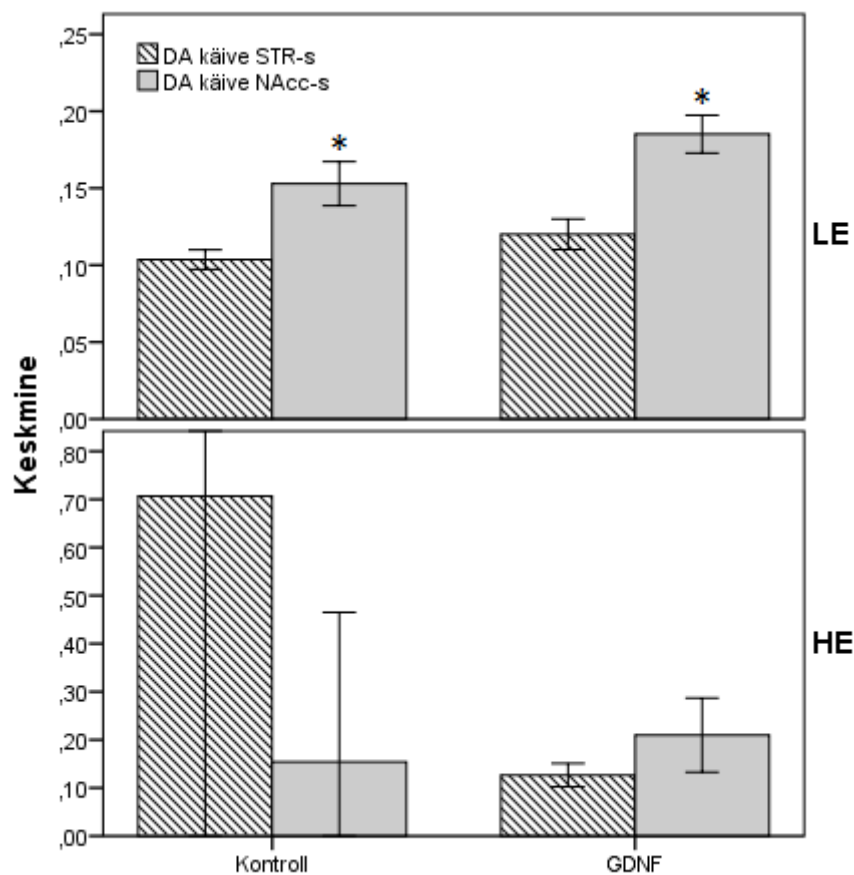 ,25
DA käive STR-s
DA käive NAcc-s
*
*
,20
,15
,10
,05
,00
LE
Keskmine
,80
,70
,60
,50
,40
,30
,20
,10
,00
HE
Kontroll
GDNF